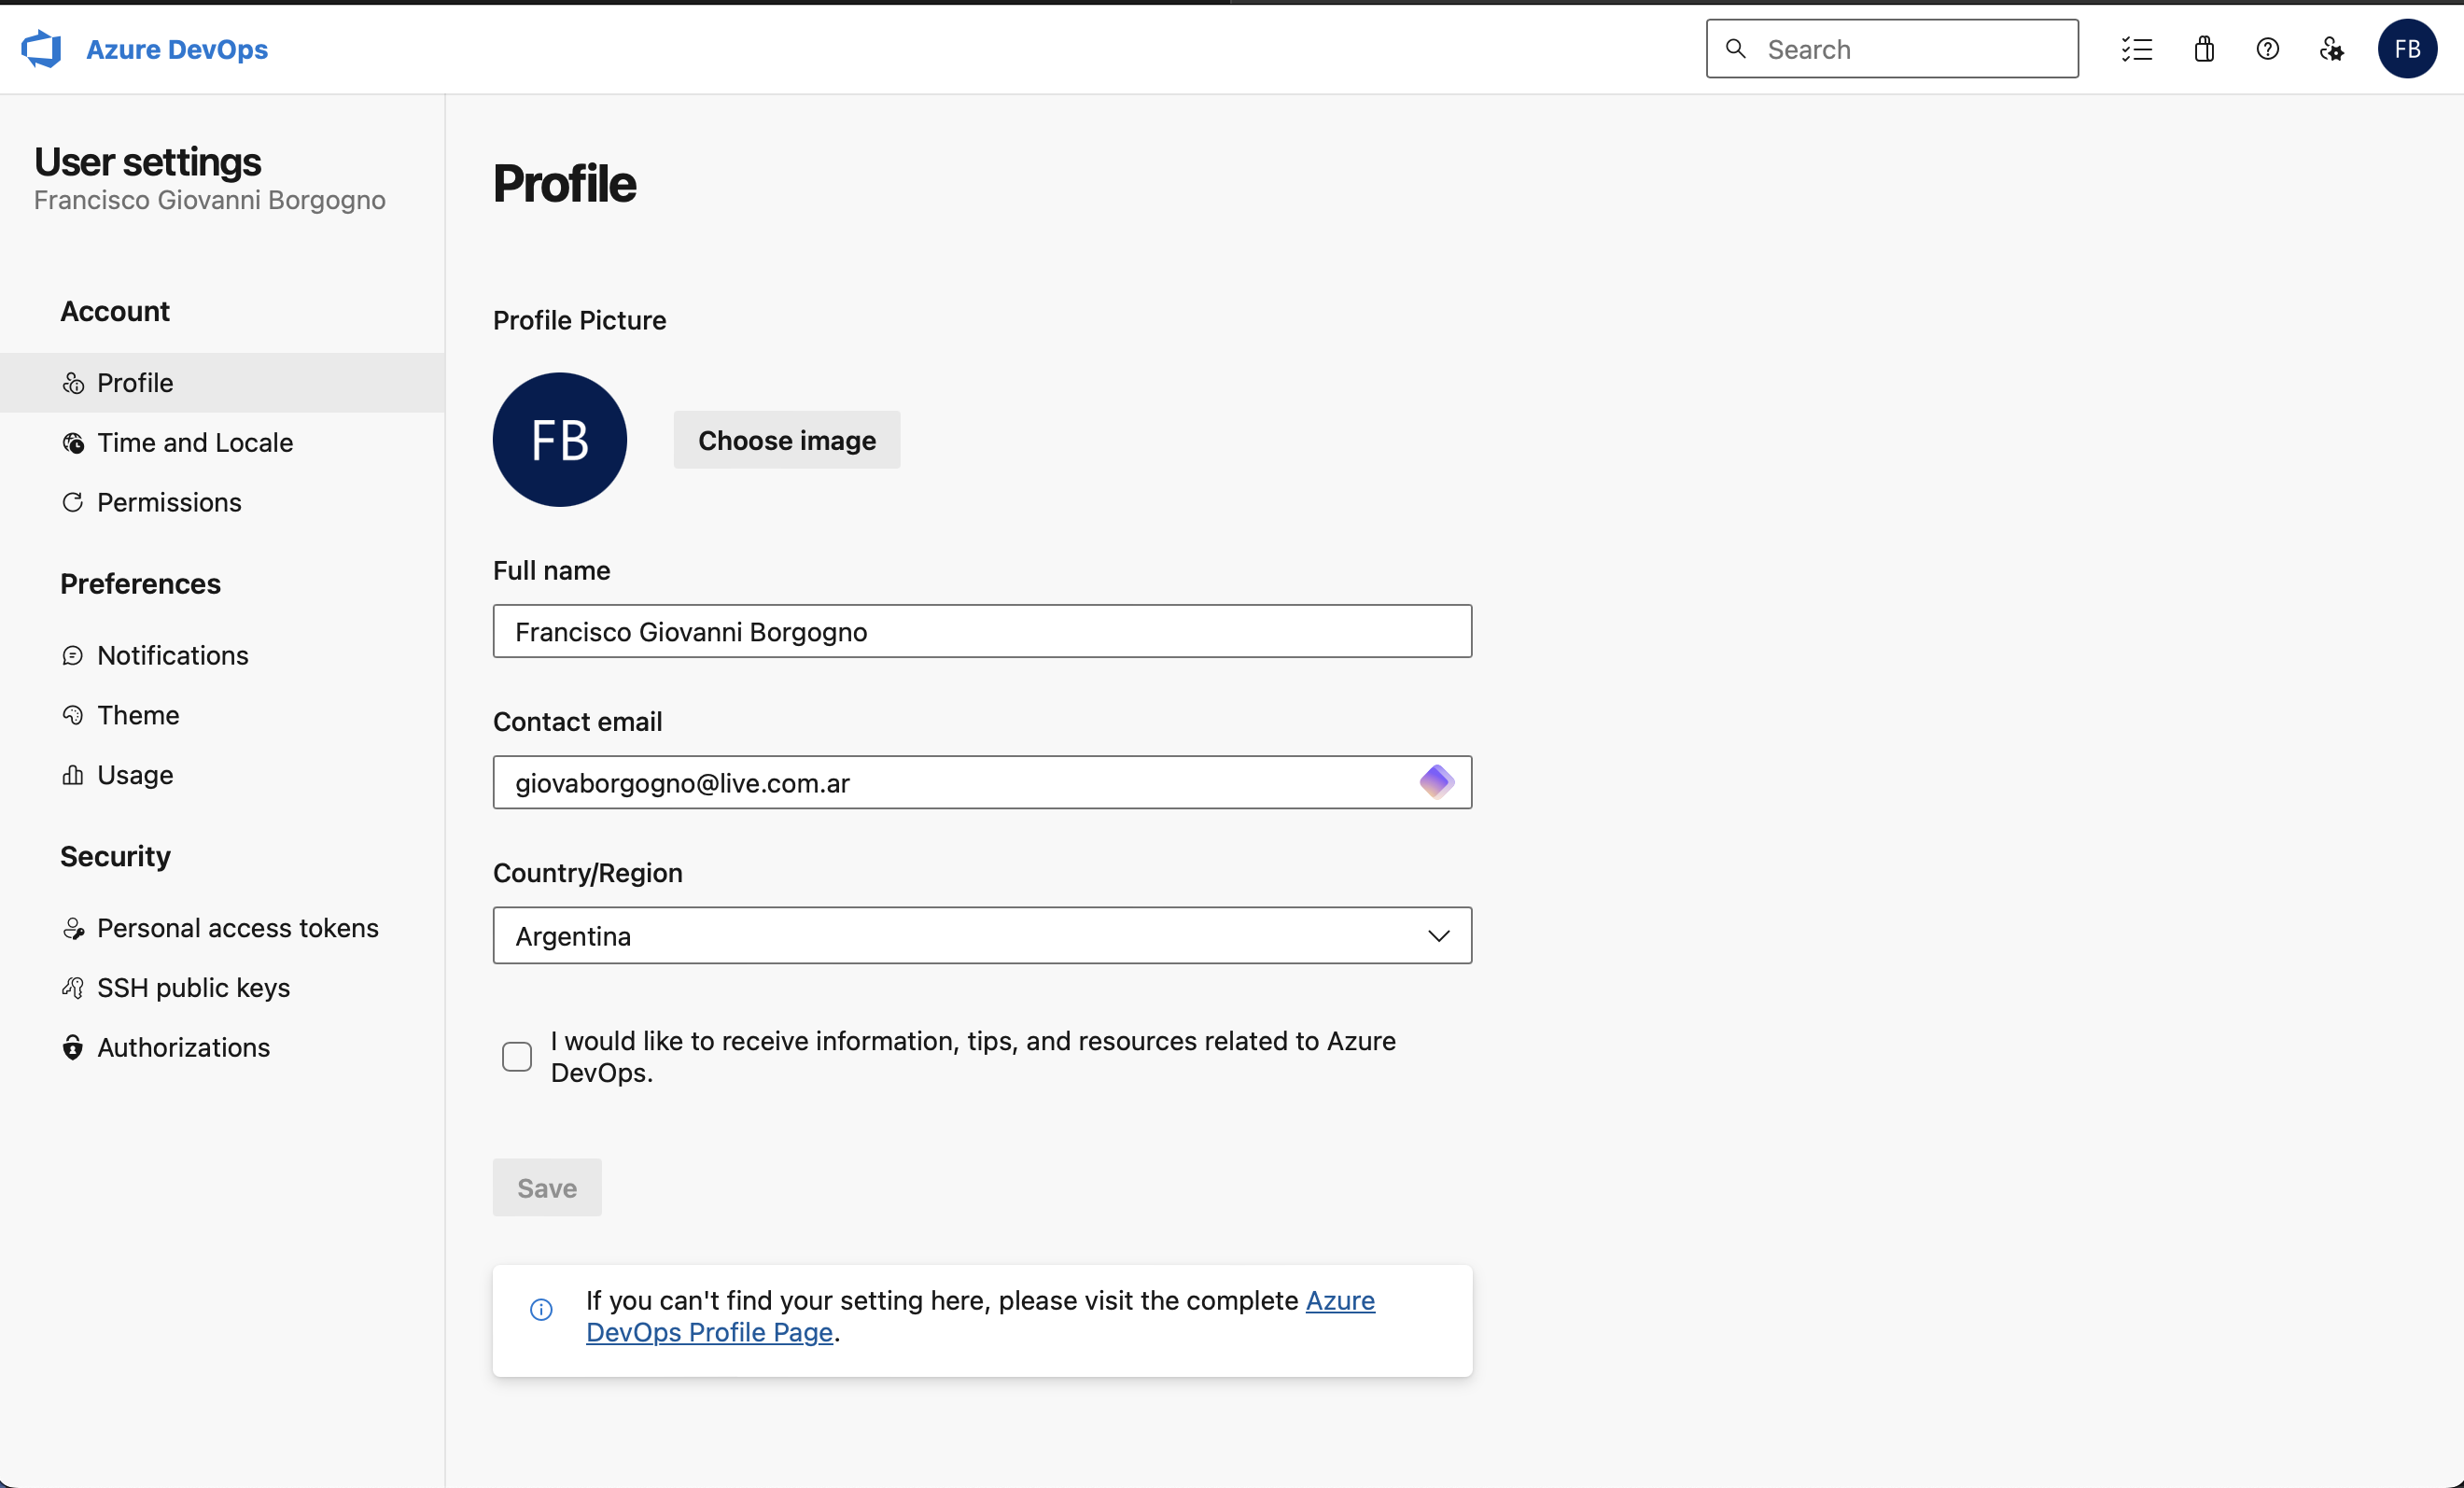 Azure DevOps
Search
FB
User settings
Francisco Giovanni Borgogno
Account
Profile
Time and Locale
Permissions
Preferences
Notifications
Theme
Usage
Security
Personal access tokens
SSH public keys
Authorizations
Profile
Profile Picture
FB
Choose image
Full name
Francisco Giovanni Borgogno
Contact email
giovaborgogno@live.com.ar
Country/Region
Argentina
I would like to receive information, tips, and resources related to Azure
DevOps.
Save
If you can't find your setting here, please visit the complete Azure
DevOps Profile Page.